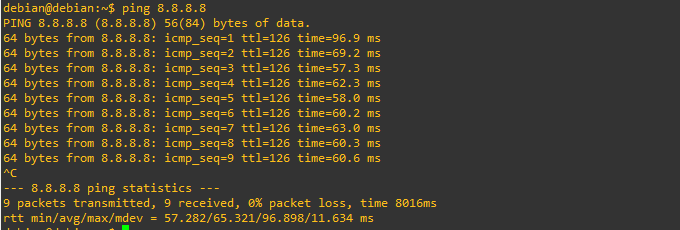 debian@debian:~$ ping 8.8.8.8
PING 8.8.8.8 (8.8.8.8) 56(84) bytes of data.
64 bytes from 8.8.8.8: icmp_seq=1 ttl=126 time=96.9 ms
64 bytes from 8.8.8.8: icmp_seq=2 ttl=126 time=69.2 ms
64 bytes from 8.8.8.8: icmp_seq=3 ttl=126 time=57.3 ms
64 bytes from 8.8.8.8: icmp_seq=4 ttl=126 time=62.3 ms
64 bytes from 8.8.8.8: icmp_seq=5 ttl=126 time=58.0 ms
64 bytes from 8.8.8.8: icmp_seq=6 ttl=126 time=60.2 ms
64 bytes from 8.8.8.8: icmp_seq=7 ttl=126 time=63.0 ms
64 bytes from 8.8.8.8: icmp_seq=8 ttl=126 time=60.3 ms
64 bytes from 8.8.8.8: icmp_seq=9 ttl=126 time=60.6 ms
^C
--- 8.8.8.8 ping statistics ---
9 packets transmitted, 9 received, 0% packet loss, time 8016ms
rtt min/avg/max/mdev = 57.282/65.321/96.898/11.634 ms